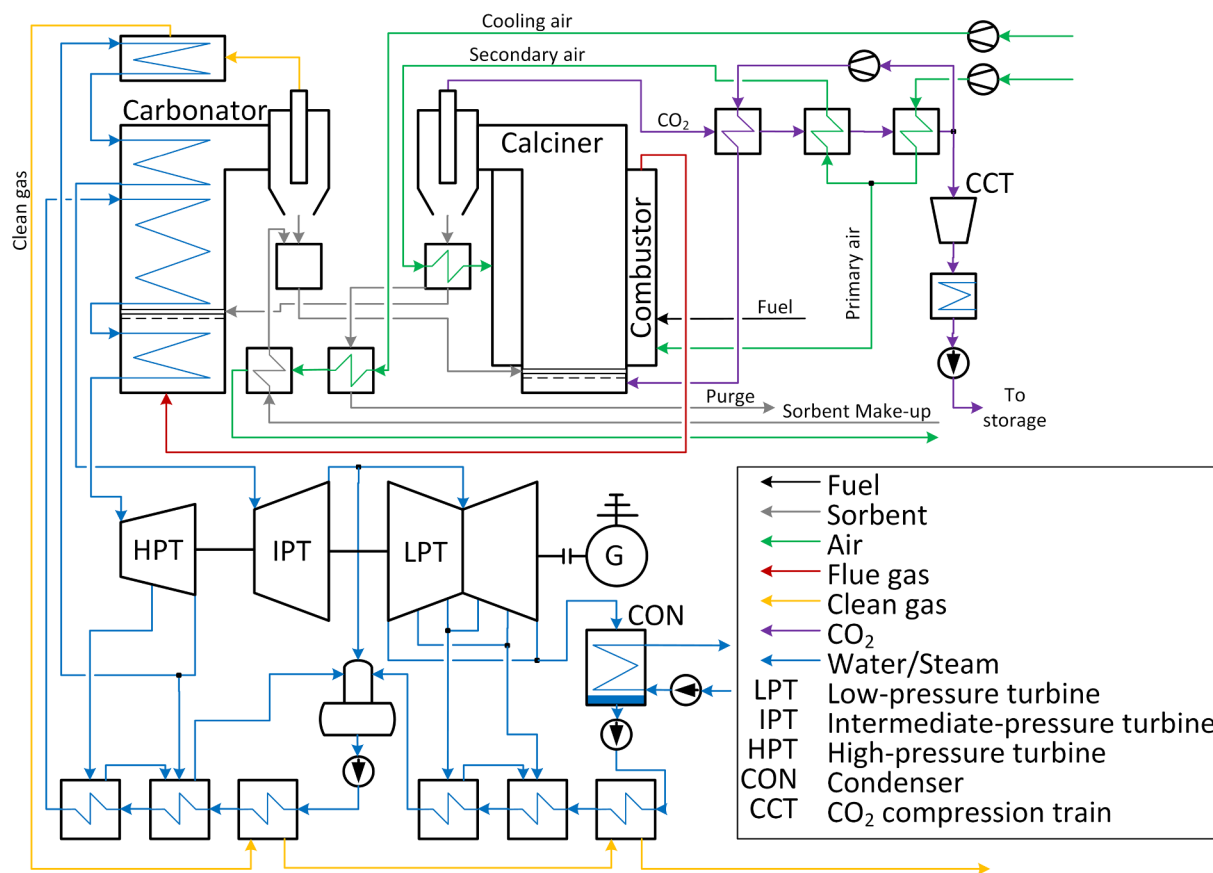 Cooling air
Secondary air
Carbonator
CO₂
Calciner
CCT
Clean gas
Combustor
Primary air
Fuel
Purge
Sorbent Make-up
To
storage
HPT
IPT
LPT
G
CON
Fuel
Sorbent
Air
Flue gas
Clean gas
CO₂
Water/Steam
LPT Low-pressure turbine
IPT Intermediate-pressure turbine
HPT High-pressure turbine
CON Condenser
CCT CO₂ compression train